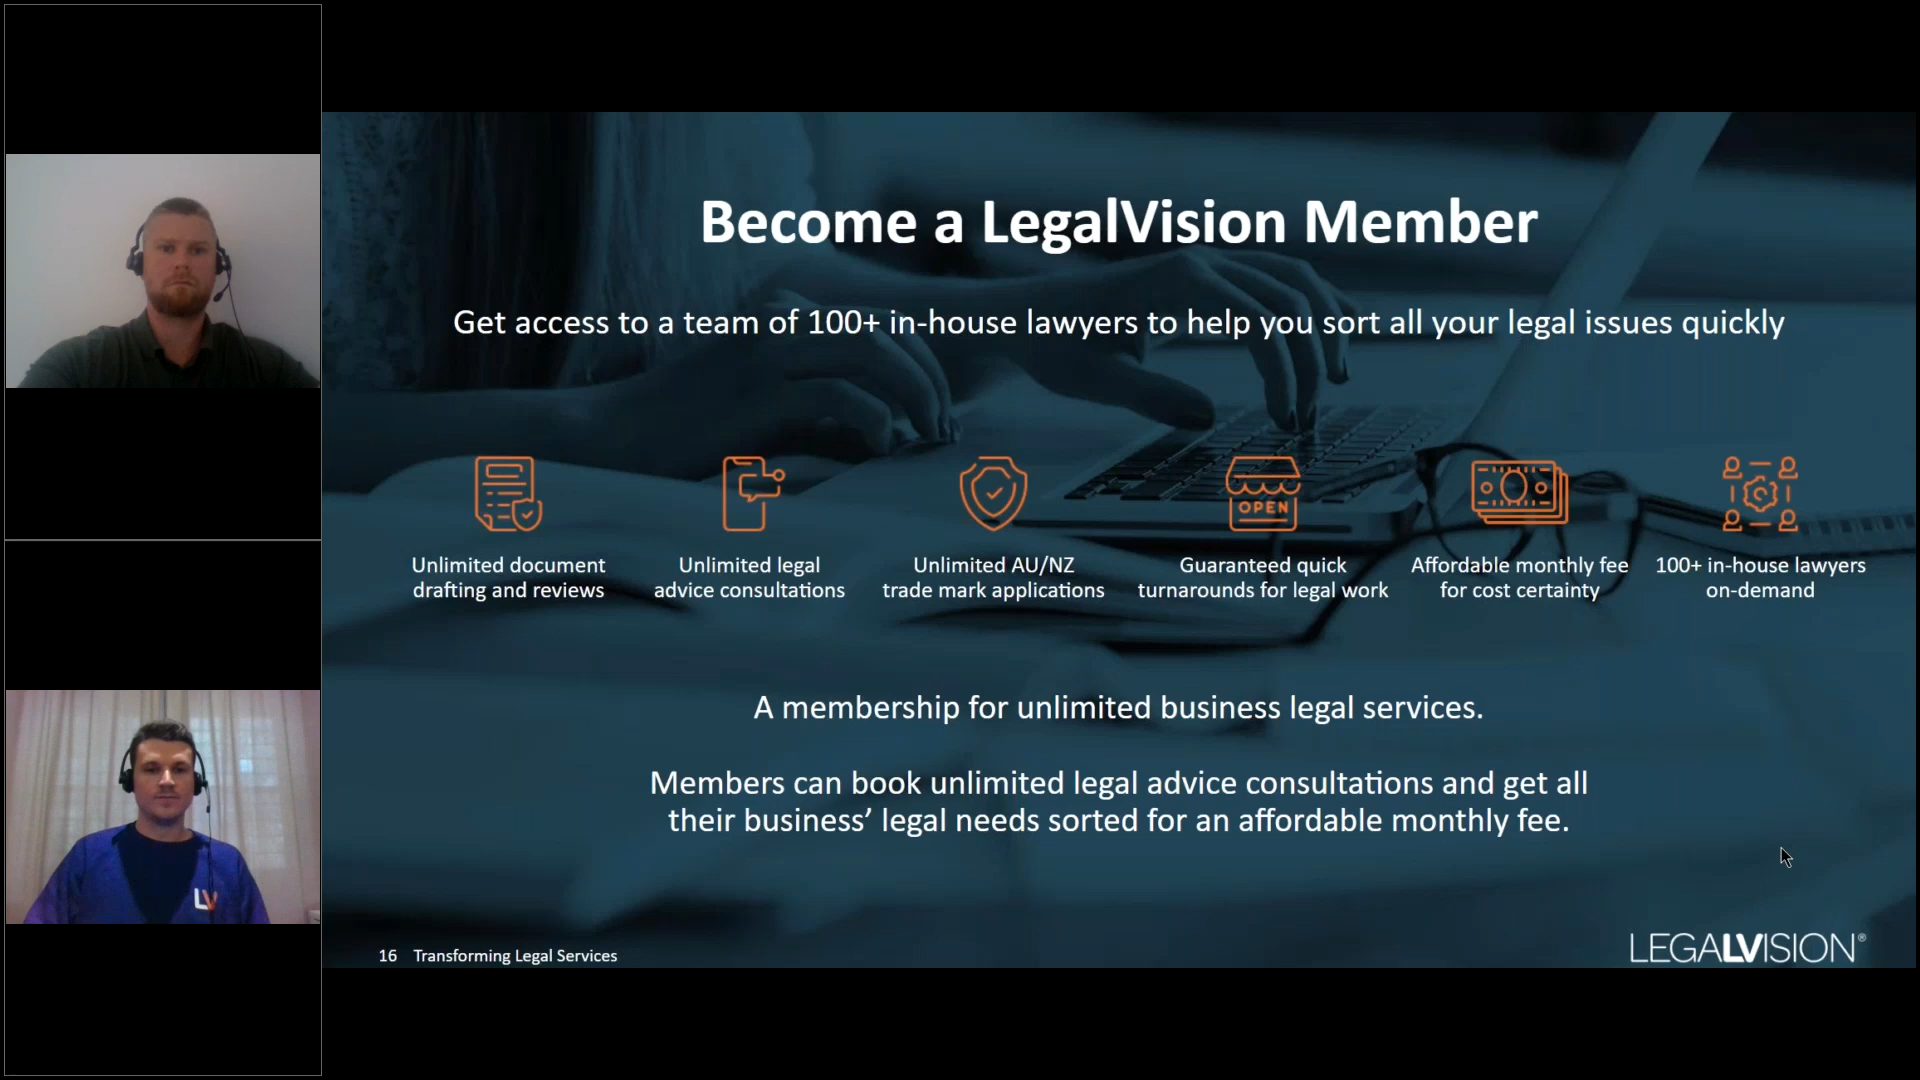 Become a LegalVision Member
Get access to a team of 100+ in-house lawyers to help you sort all your legal issues quickly
OPEN
Unlimited document
drafting and reviews
Unlimited legal
advice consultations
Unlimited AU/NZ
trade mark applications
Guaranteed quick
turnarounds for legal work
Affordable monthly fee
for cost certainty
100+ in-house lawyers
on-demand
A membership for unlimited business legal services.
Members can book unlimited legal advice consultations and get all
their business’ legal needs sorted for an affordable monthly fee.
LV
16 Transforming Legal Services
LEGALVISION®